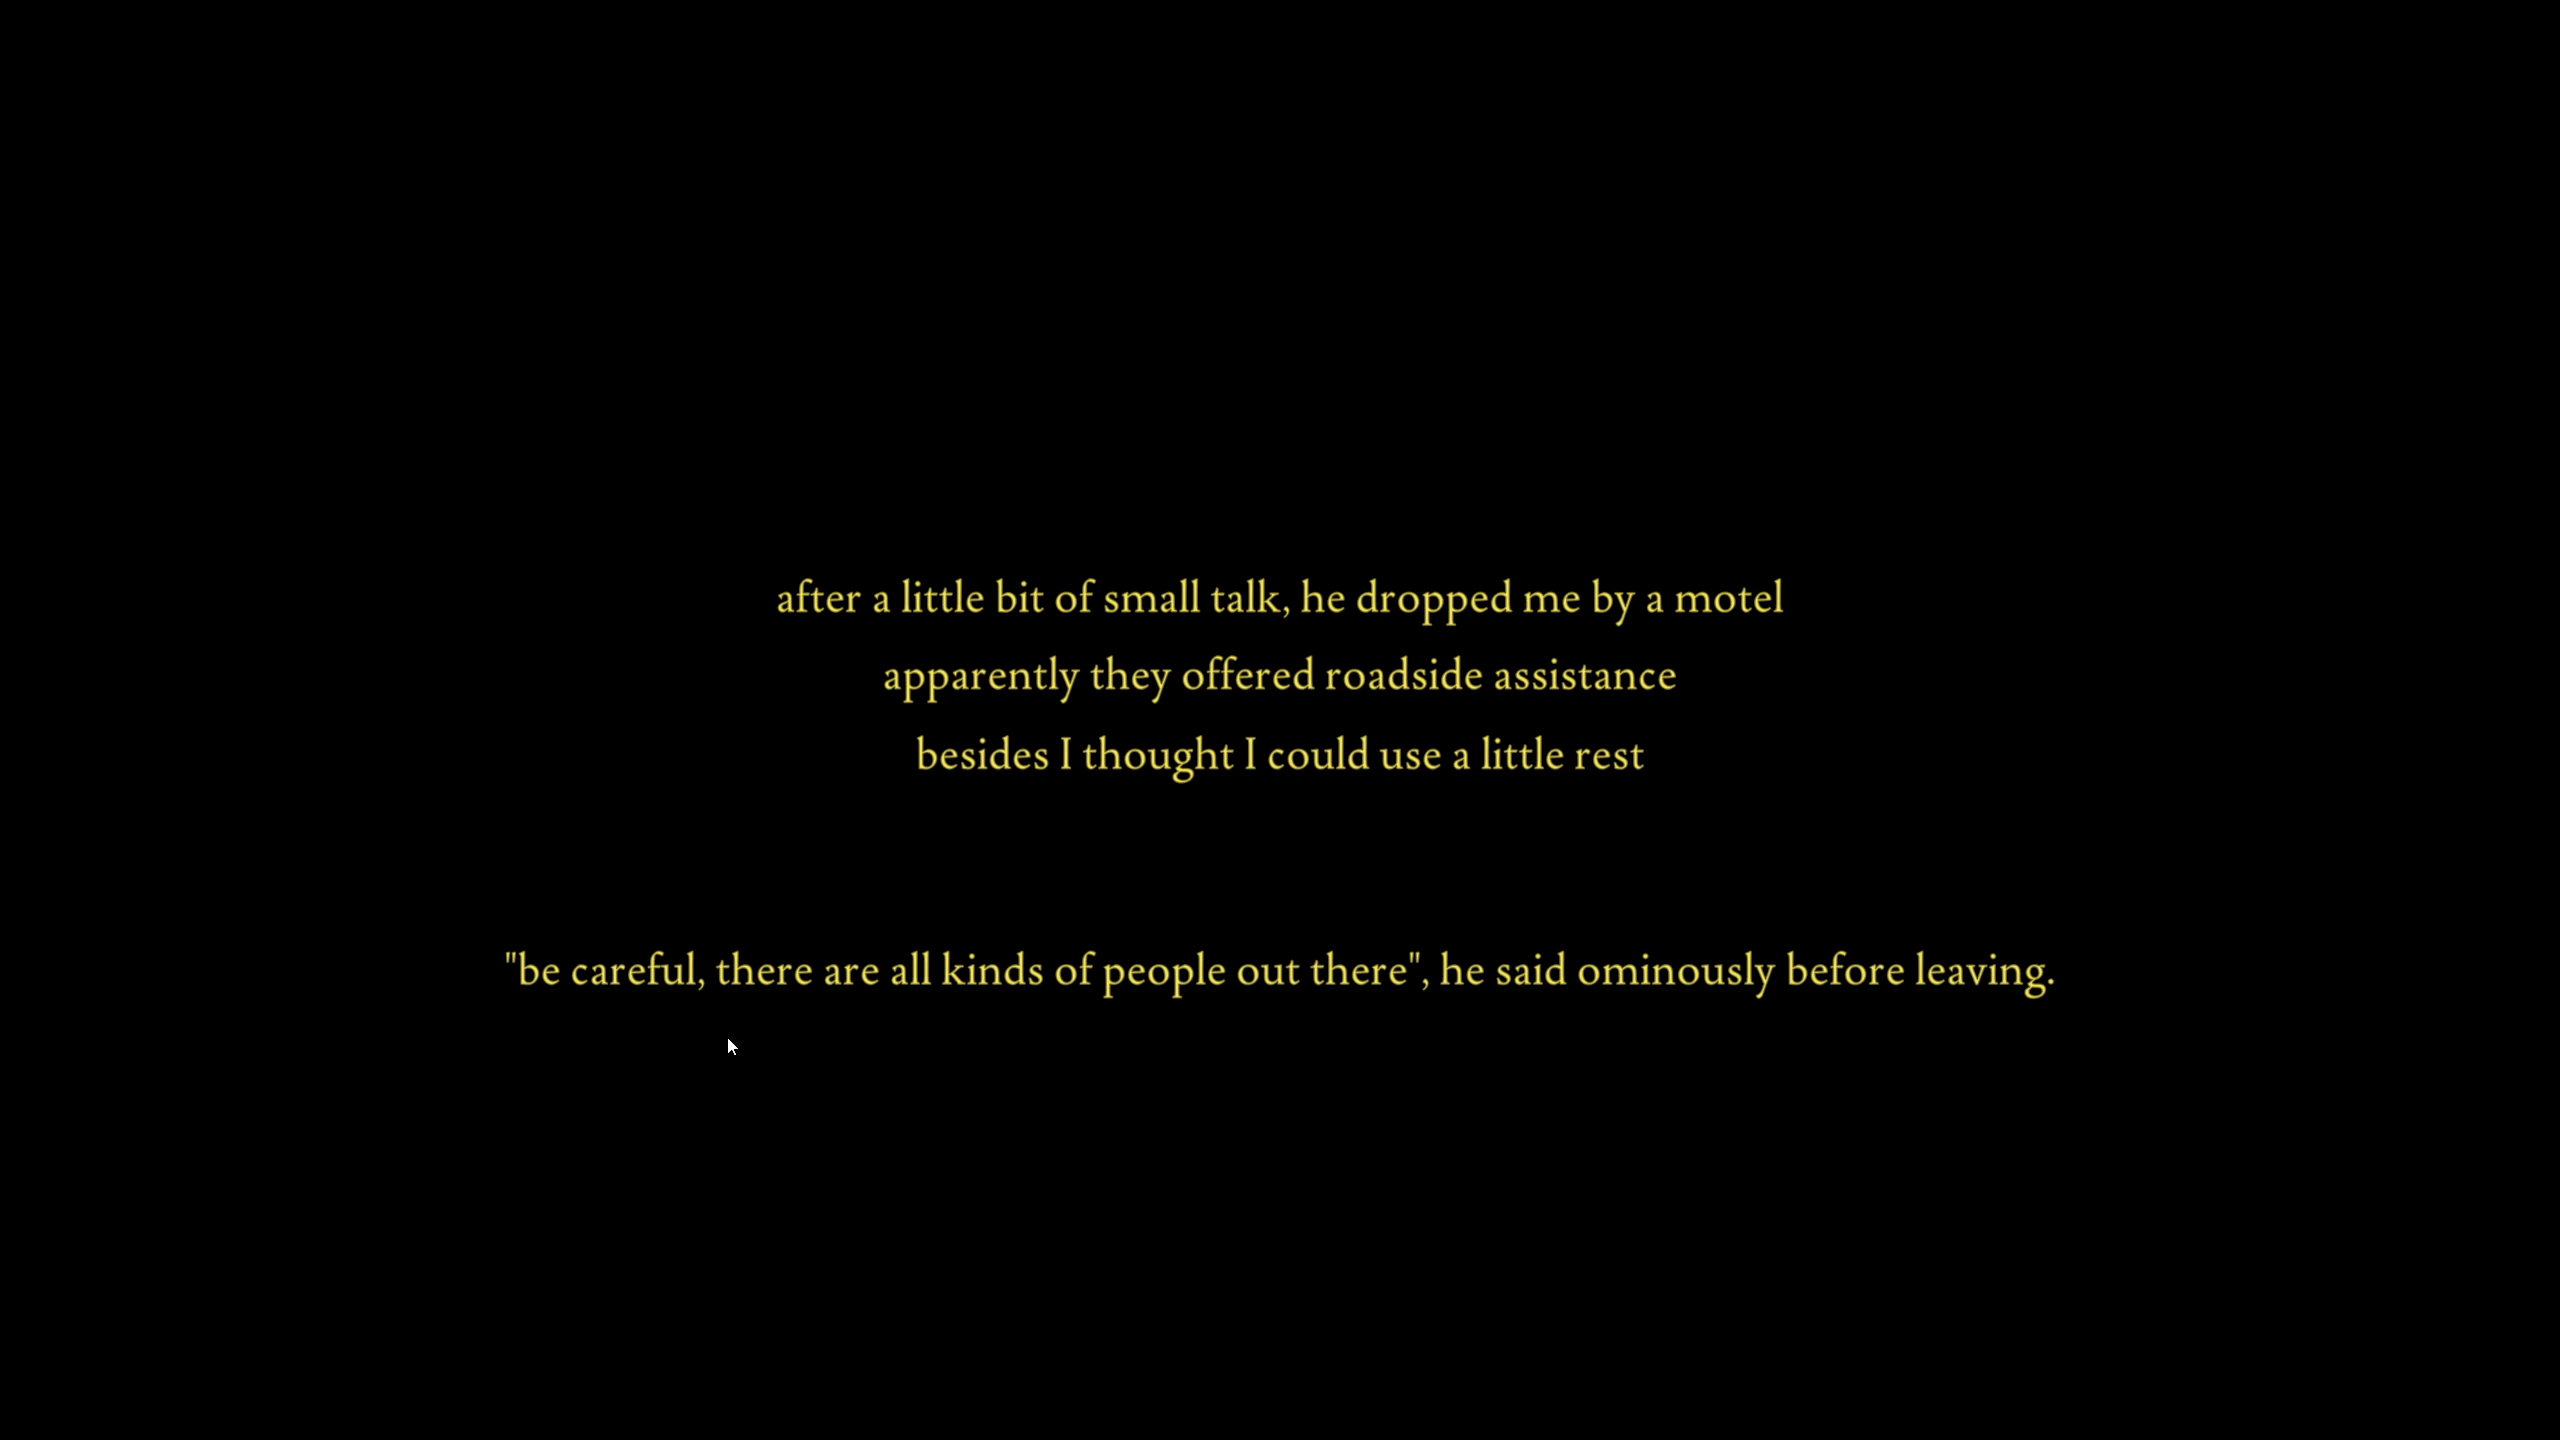 after a little bit of small talk, he dropped me by a motel
apparently they offered roadside assistance
besides I thought I could use a little rest
"be careful, there are all kinds of people out there", he said ominously before leaving.